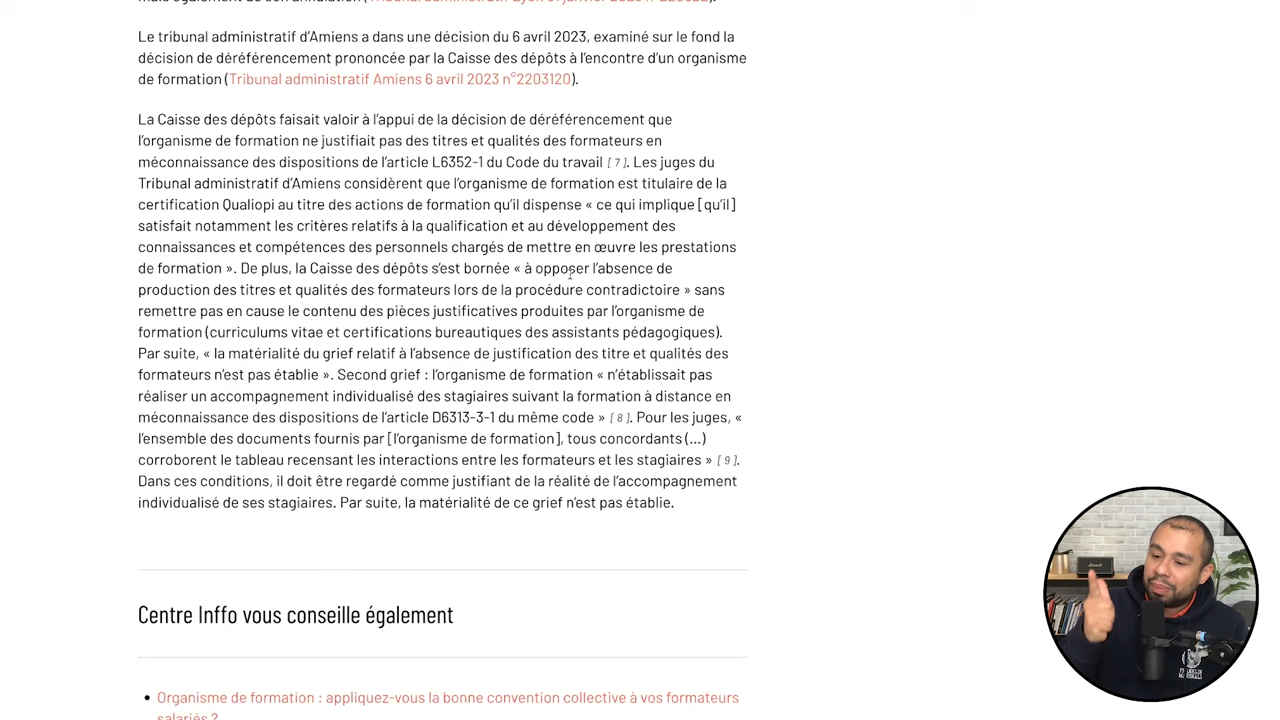 mais également de son annulation (Tribunal administratif Lyon 31 janvier 2023 n°
Le tribunal administratif d'Amiens a dans une décision du 6 avril 2023, examiné sur le fond la
décision de déréférencement prononcée par la Caisse des dépôts à l'encontre d'un organisme
de formation (Tribunal administratif Amiens 6 avril 2023 n°2203120).
La Caisse des dépôts faisait valoir à l'appui de la décision de déréférencement que
l'organisme de formation ne justifiait pas des titres et qualités des formateurs en
méconnaissance des dispositions de l'article L6352-1 du Code du travail [ 7 ]. Les juges du
Tribunal administratif d'Amiens considèrent que l'organisme de formation est titulaire de la
certification Qualiopi au titre des actions de formation qu'il dispense « ce qui implique [qu'il]
satisfait notamment les critères relatifs à la qualification et au développement des
connaissances et compétences des personnels chargés de mettre en œuvre les prestations
de formation ». De plus, la Caisse des dépôts s'est bornée « à opposer l'absence de
production des titres et qualités des formateurs lors de la procédure contradictoire » sans
remettre pas en cause le contenu des pièces justificatives produites par l'organisme de
formation (curriculums vitae et certifications bureautiques des assistants pédagogiques).
Par suite, « la matérialité du grief relatif à l'absence de justification des titre et qualités des
formateurs n'est pas établie ». Second grief : l'organisme de formation « n'établissait pas
réaliser un accompagnement individualisé des stagiaires suivant la formation à distance en
méconnaissance des dispositions de l'article D6313-3-1 du même code » [ 8 ]. Pour les juges, «
l'ensemble des documents fournis par [l'organisme de formation], tous concordants (...)
corroborent le tableau recensant les interactions entre les formateurs et les stagiaires » [ 9 ].
Dans ces conditions, il doit être regardé comme justifiant de la réalité de l'accompagnement
individualisé de ses stagiaires. Par suite, la matérialité de ce grief n'est pas établie.
Centre Inffo vous conseille également
• Organisme de formation : appliquez-vous la bonne convention collective à vos formateurs
salariés ?